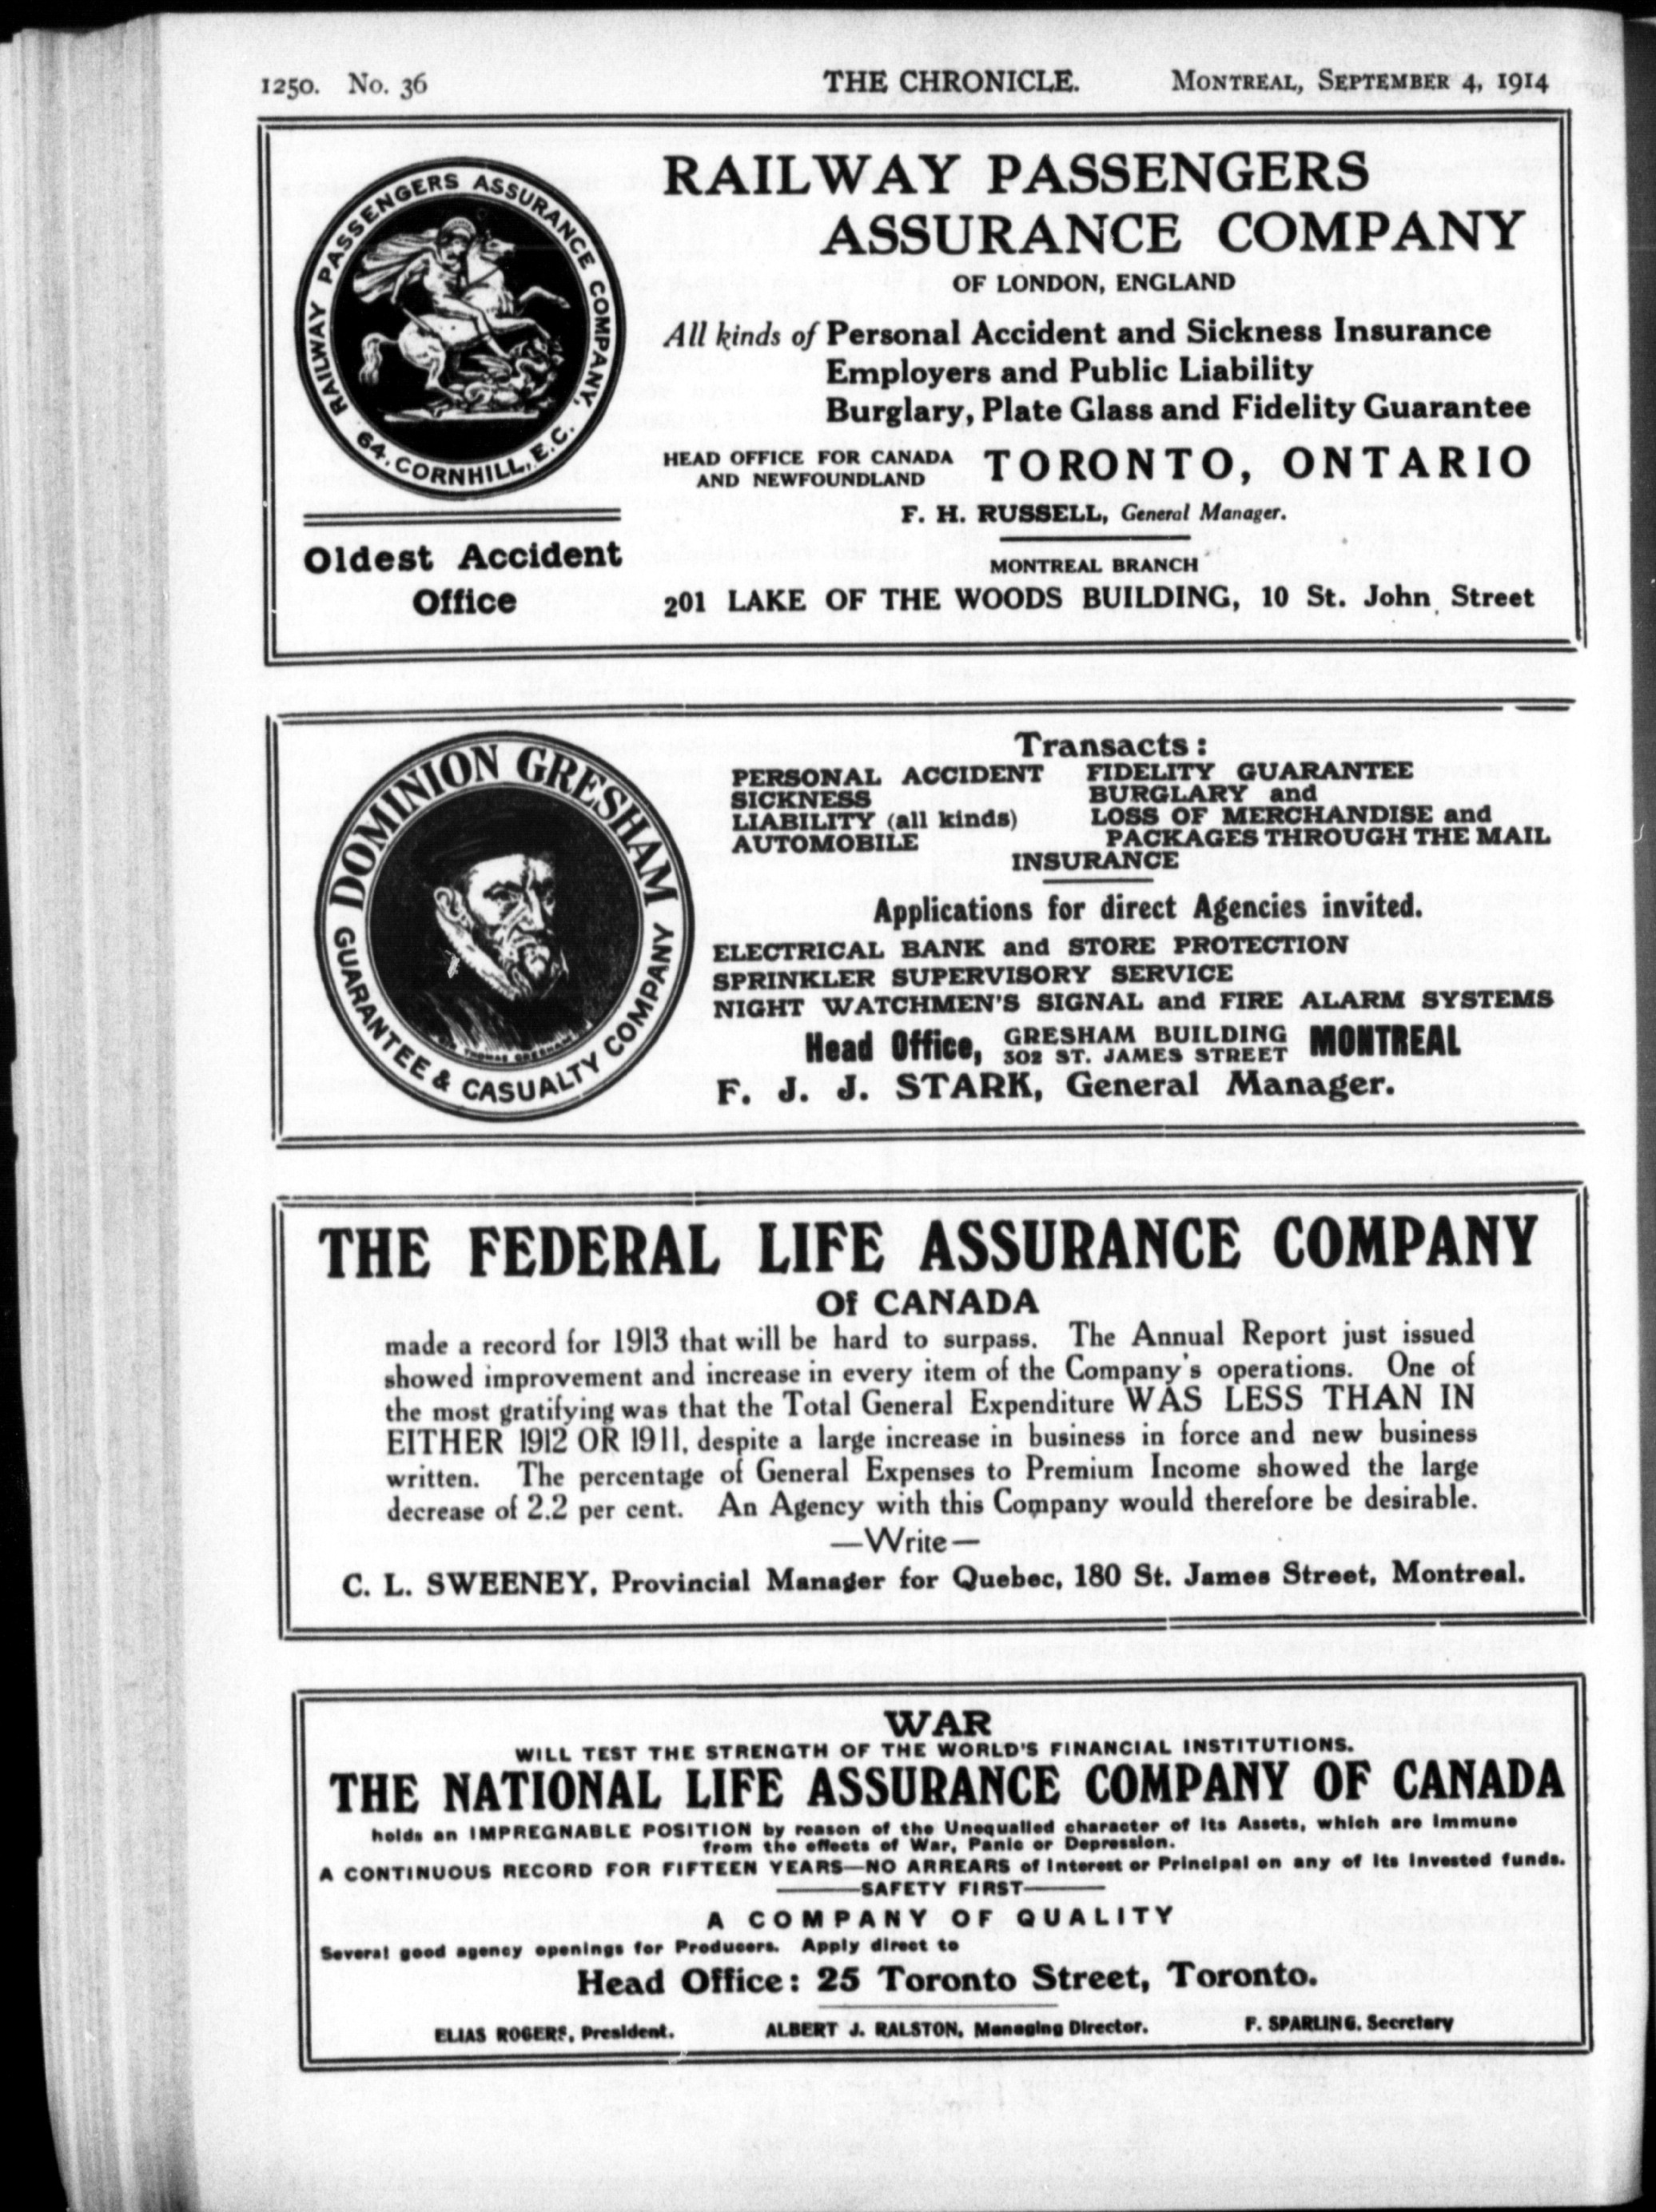 1250. No. 36 THE CHRONICLE. MONTREAL, SEPTEMBER 4, 1914
RAILWAY PASSENGERS ASSURANCE COMPANY,
64, CORNHILL, E.C.
Oldest Accident
Office
RAILWAY PASSENGERS
ASSURANCE COMPANY
OF LONDON, ENGLAND
All kinds of Personal Accident and Sickness Insurance
Employers and Public Liability
Burglary, Plate Glass and Fidelity Guarantee
HEAD OFFICE FOR CANADA
AND NEWFOUNDLAND
TORONTO, ONTARIO
F. H. RUSSELL, General Manager.
MONTREAL BRANCH
201 LAKE OF THE WOODS BUILDING, 10 St. John Street
DOMINION GRESHAM
GUARANTEE & CASUALTY COMPANY
SIR THOMAS GRESHAM
Transacts:
PERSONAL ACCIDENT FIDELITY GUARANTEE
SICKNESS BURGLARY and
LIABILITY (all kinds) LOSS OF MERCHANDISE and
AUTOMOBILE PACKAGES THROUGH THE MAIL
INSURANCE
Applications for direct Agencies invited.
ELECTRICAL BANK and STORE PROTECTION
SPRINKLER SUPERVISORY SERVICE
NIGHT WATCHMEN'S SIGNAL and FIRE ALARM SYSTEMS
Head Office, GRESHAM BUILDING
302 ST. JAMES STREET MONTREAL
F. J. J. STARK, General Manager.
THE FEDERAL LIFE ASSURANCE COMPANY
Of CANADA
made a record for 1913 that will be hard to surpass. The Annual Report just issued
showed improvement and increase in every item of the Company's operations. One of
the most gratifying was that the Total General Expenditure WAS LESS THAN IN
EITHER 1912 OR 1911, despite a large increase in business in force and new business
written. The percentage of General Expenses to Premium Income showed the large
decrease of 2.2 per cent. An Agency with this Company would therefore be desirable.
—Write—
C. L. SWEENEY, Provincial Manager for Quebec, 180 St. James Street, Montreal.
WAR
WILL TEST THE STRENGTH OF THE WORLD'S FINANCIAL INSTITUTIONS.
THE NATIONAL LIFE ASSURANCE COMPANY OF CANADA
holds an IMPREGNABLE POSITION by reason of the Unequalled character of its Assets, which are immune
from the effects of War, Panic or Depression.
A CONTINUOUS RECORD FOR FIFTEEN YEARS—NO ARREARS of Interest or Principal on any of its invested funds.
SAFETY FIRST
A COMPANY OF QUALITY
Several good agency openings for Producers. Apply direct to
Head Office: 25 Toronto Street, Toronto.
ELIAS ROGERS, President. ALBERT J. RALSTON, Managing Director. F. SPARLING. Secretary